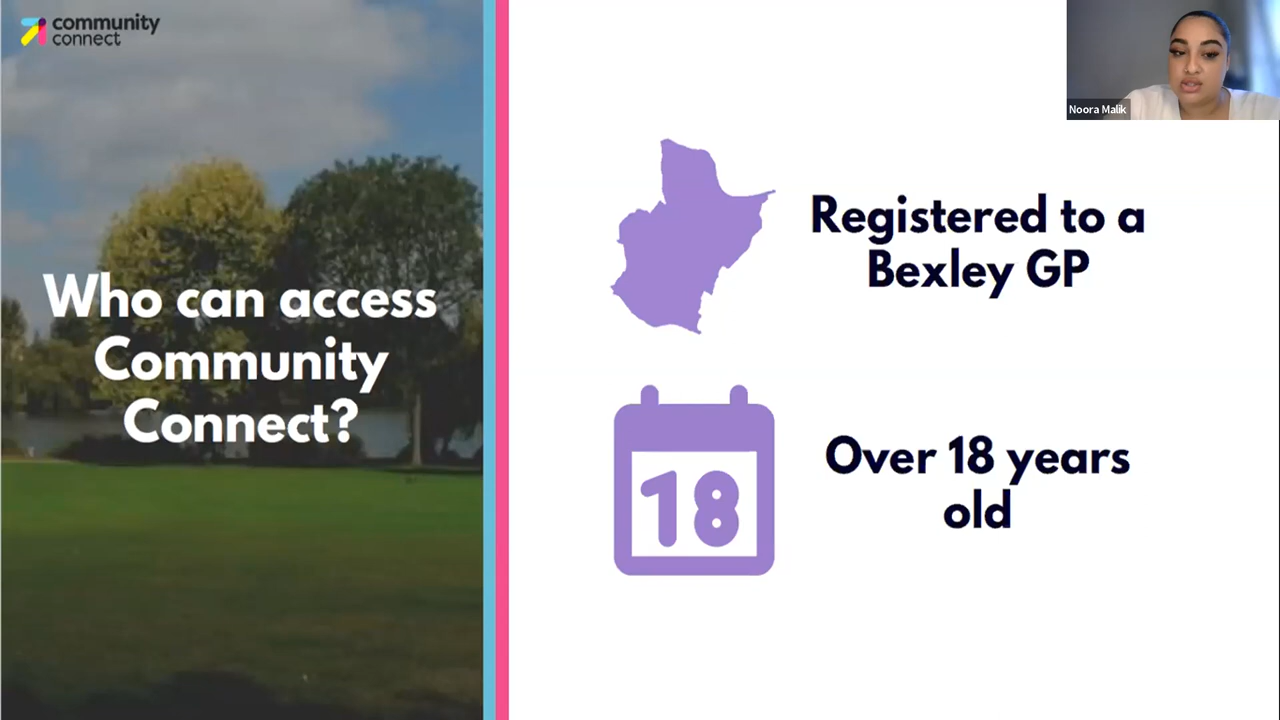 community
connect
Who can access
Community
Connect?
Registered to a
Bexley GP
18
Over 18 years
old
Noora Malik